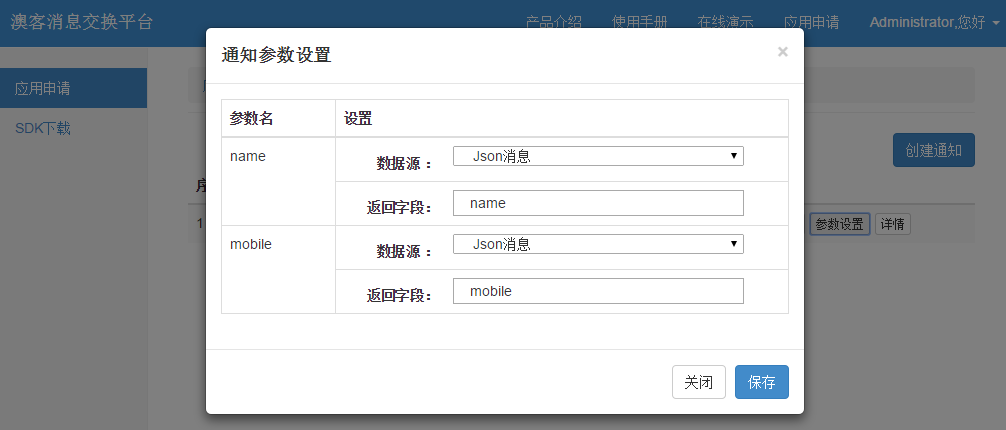 澳客消息交换平台
产品介绍 使用手册 在线演示 应用申请 Administrator,您好
通知参数设置 ×
应用申请
SDK下载
参数名 设置
name 数据源 : Json消息
返回字段: name
mobile 数据源 : Json消息
返回字段: mobile
创建通知
1 参数设置 详情
关闭 保存